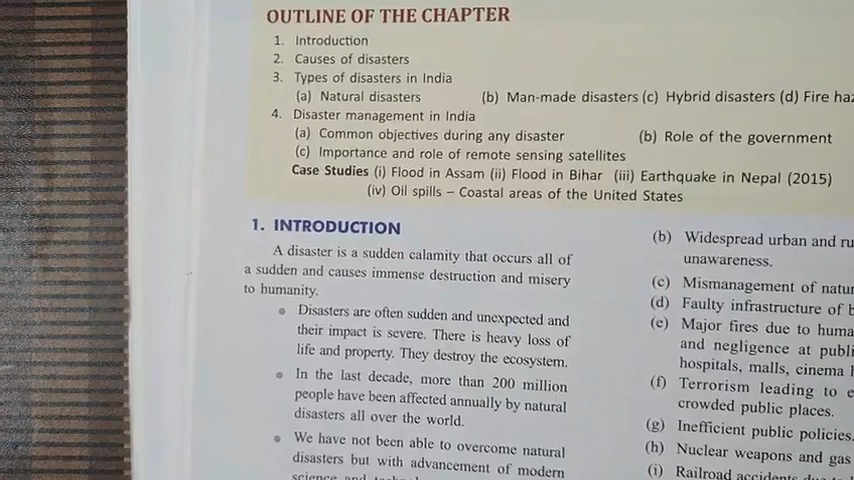 OUTLINE OF THE CHAPTER
1. Introduction
2. Causes of disasters
3. Types of disasters in India
(a) Natural disasters (b) Man-made disasters (c) Hybrid disasters (d) Fire
4. Disaster management in India
(a) Common objectives during any disaster (b) Role of the government
(c) Importance and role of remote sensing satellites
Case Studies (i) Flood in Assam (ii) Flood in Bihar (iii) Earthquake in Nepal (2015)
(iv) Oil spills – Coastal areas of the United States
1. INTRODUCTION
A disaster is a sudden calamity that occurs all of
a sudden and causes immense destruction and misery
to humanity.
• Disasters are often sudden and unexpected and
their impact is severe. There is heavy loss of
life and property. They destroy the ecosystem.
• In the last decade, more than 200 million
people have been affected annually by natural
disasters all over the world.
• We have not been able to overcome natural
disasters but with advancement of modern
science and
(b) Widespread urban and
unawareness.
(c) Mismanagement of
(d) Faulty infrastructure of
(e) Major fires due to
and negligence at
hospitals, malls, cinema
(f) Terrorism leading to
crowded public places.
(g) Inefficient public policies.
(h) Nuclear weapons and gas
(i) Railroad accidents due